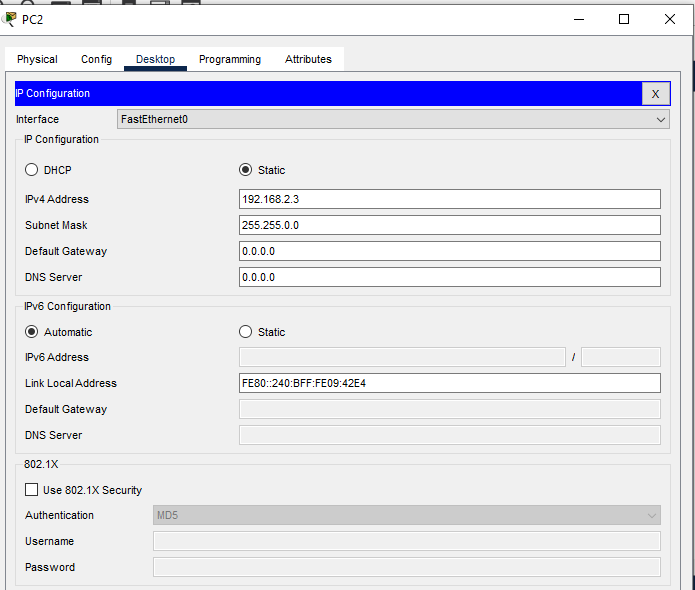 PC2
Physical Config Desktop Programming Attributes
IP Configuration X
Interface FastEthernet0
IP Configuration
DHCP Static
IPv4 Address 192.168.2.3
Subnet Mask 255.255.0.0
Default Gateway 0.0.0.0
DNS Server 0.0.0.0
IPv6 Configuration
Automatic Static
IPv6 Address /
Link Local Address FE80::240:BFF:FE09:42E4
Default Gateway
DNS Server
802.1X
Use 802.1X Security
Authentication MD5
Username
Password